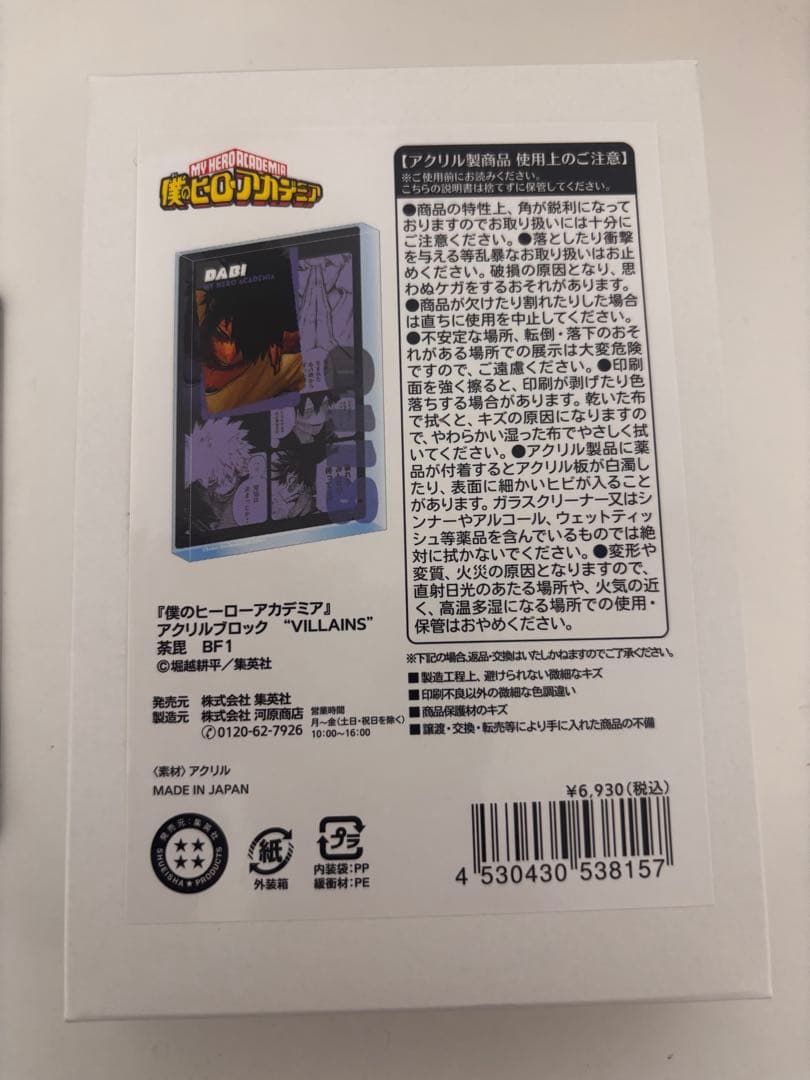 MY HERO ACADEMIA
僕のヒーローアカデミア
DABI
MY HERO ACADEMIA
『僕のヒーローアカデミア』
アクリルブロック “VILLAINS”
荼毘 BF1
©堀越耕平／集英社
発売元 株式会社 集英社
製造元 株式会社 河原商店
0120-62-7926
営業時間
月～金(土日・祝日を除く)
10:00～16:00
〈素材〉アクリル
MADE IN JAPAN
発売元：集英社
SHUEISHA★PRODUCTS
紙
外装箱
プラ
内装袋：PP
緩衝材：PE
【アクリル製商品 使用上のご注意】
※ご使用前にお読みください。
こちらの説明書は捨てずに保管してください。
●商品の特性上、角が鋭利になって
おりますのでお取り扱いには十分に
ご注意ください。●落としたり衝撃
を与える等乱暴なお取り扱いはお止
めください。破損の原因となり、思
わぬケガをするおそれがあります。
●商品が欠けたり割れたりした場合
は直ちに使用を中止してください。
●不安定な場所、転倒・落下のおそ
れがある場所での展示は大変危険
ですので、ご遠慮ください。●印刷
面を強く擦ると、印刷が剥げたり色
落ちする場合があります。乾いた布
で拭くと、キズの原因になりますの
で、やわらかい湿った布でやさしく拭
いてください。●アクリル製品に薬
品が付着するとアクリル板が白濁し
たり、表面に細かいヒビが入ること
があります。ガラスクリーナー又はシ
ンナーやアルコール、ウェットティッ
シュ等薬品を含んでいるものでは絶
対に拭かないでください。●変形や
変質、火災の原因となりますので、
直射日光のあたる場所や、火気の近
く、高温多湿になる場所での使用・
保管はおやめください。
※下記の場合、返品・交換はいたしかねますのでご了承ください。
■製造工程上、避けられない微細なキズ
■印刷不良以外の微細な色調違い
■商品保護材のキズ
■譲渡・交換・転売等により手に入れた商品の不備
¥6,930(税込)
4 530430 538157